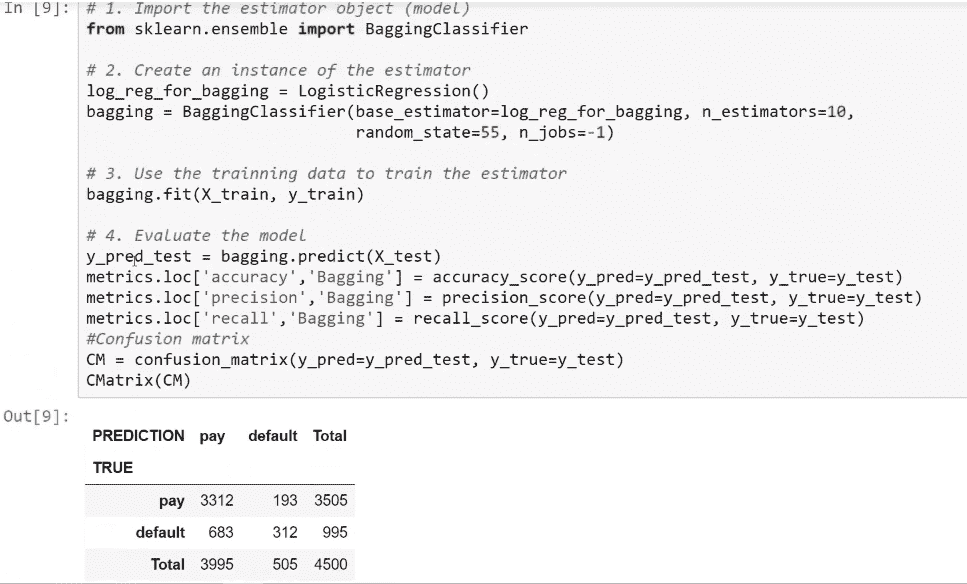 In [9]: # 1. Import the estimator object (model)
from sklearn.ensemble import BaggingClassifier
# 2. Create an instance of the estimator
log_reg_for_bagging = LogisticRegression()
bagging = BaggingClassifier(base_estimator=log_reg_for_bagging, n_estimators=10,
random_state=55, n_jobs=-1)
# 3. Use the trainning data to train the estimator
bagging.fit(X_train, y_train)
# 4. Evaluate the model
y_pred_test = bagging.predict(X_test)
metrics.loc['accuracy','Bagging'] = accuracy_score(y_pred=y_pred_test, y_true=y_test)
metrics.loc['precision','Bagging'] = precision_score(y_pred=y_pred_test, y_true=y_test)
metrics.loc['recall','Bagging'] = recall_score(y_pred=y_pred_test, y_true=y_test)
#Confusion matrix
CM = confusion_matrix(y_pred=y_pred_test, y_true=y_test)
CMatrix(CM)
Out[9]:
PREDICTION pay default Total
TRUE
pay 3312 193 3505
default 683 312 995
Total 3995 505 4500